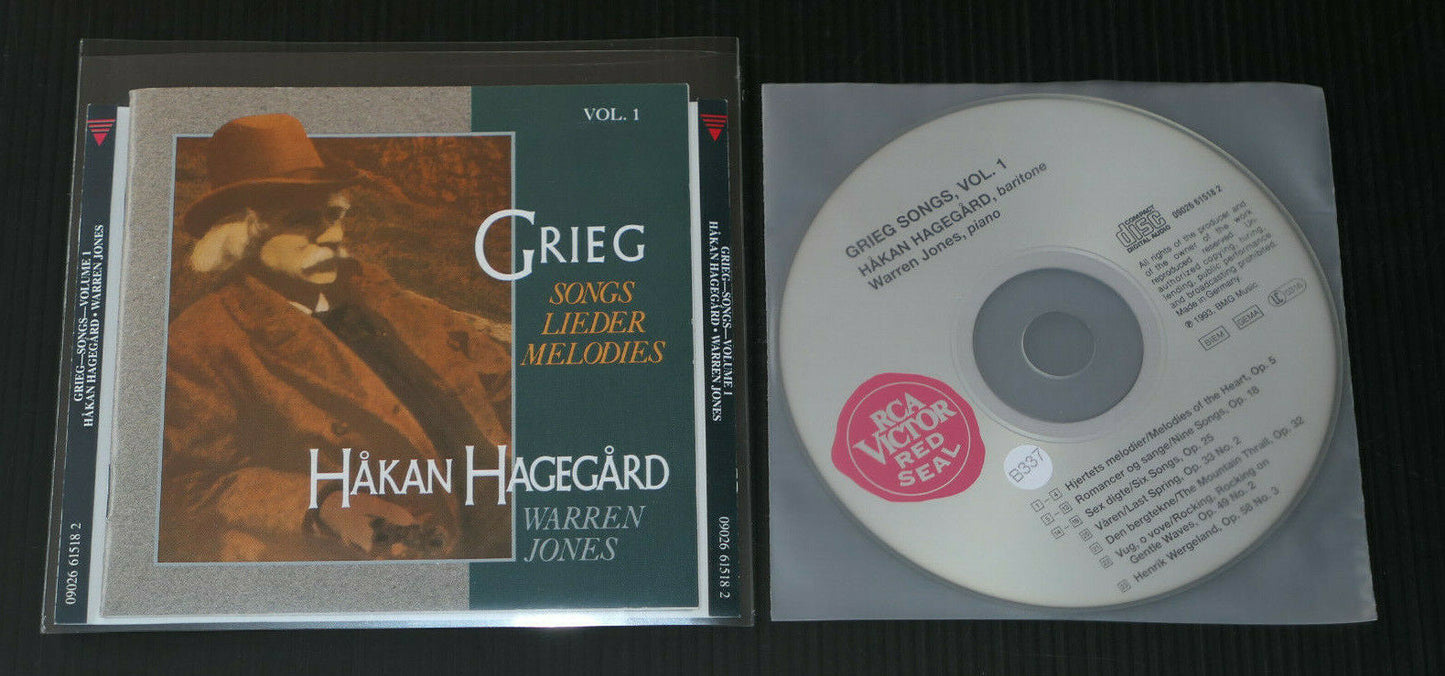 VOL. 1
GRIEG
SONGS
LIEDER
MELODIES
HÅKAN HAGEGÅRD
WARREN
JONES
GRIEG—SONGS—VOLUME 1
HÅKAN HAGEGÅRD • WARREN JONES
09026 61518 2
GRIEG—SONGS—VOLUME 1
HÅKAN HAGEGÅRD • WARREN JONES
09026 61518 2
GRIEG SONGS, VOL. 1
HÅKAN HAGEGÅRD, baritone
Warren Jones, piano
COMPACT
disc
DIGITAL AUDIO
09026 61518 2
All rights of the producer and
of the owner of the work
reproduced reserved. Un-
authorized copying, hiring,
lending, public performance
and broadcasting prohibited.
Made in Germany.
℗ 1993, BMG Music
BIEM
GEMA
LC
RCA
VICTOR
RED
SEAL
B337
1 - 4 Hjertets melodier/Melodies of the Heart, Op. 5
Romancer og sange/Nine Songs, Op. 18
Sex digte/Six Songs, Op. 25
Våren/Last Spring, Op. 33 No. 2
Den bergtekne/The Mountain Thrall, Op. 32
Vug, o vove/Rocking, Rocking on
Gentle Waves, Op. 49 No. 2
Henrik Wergeland, Op. 58 No. 3